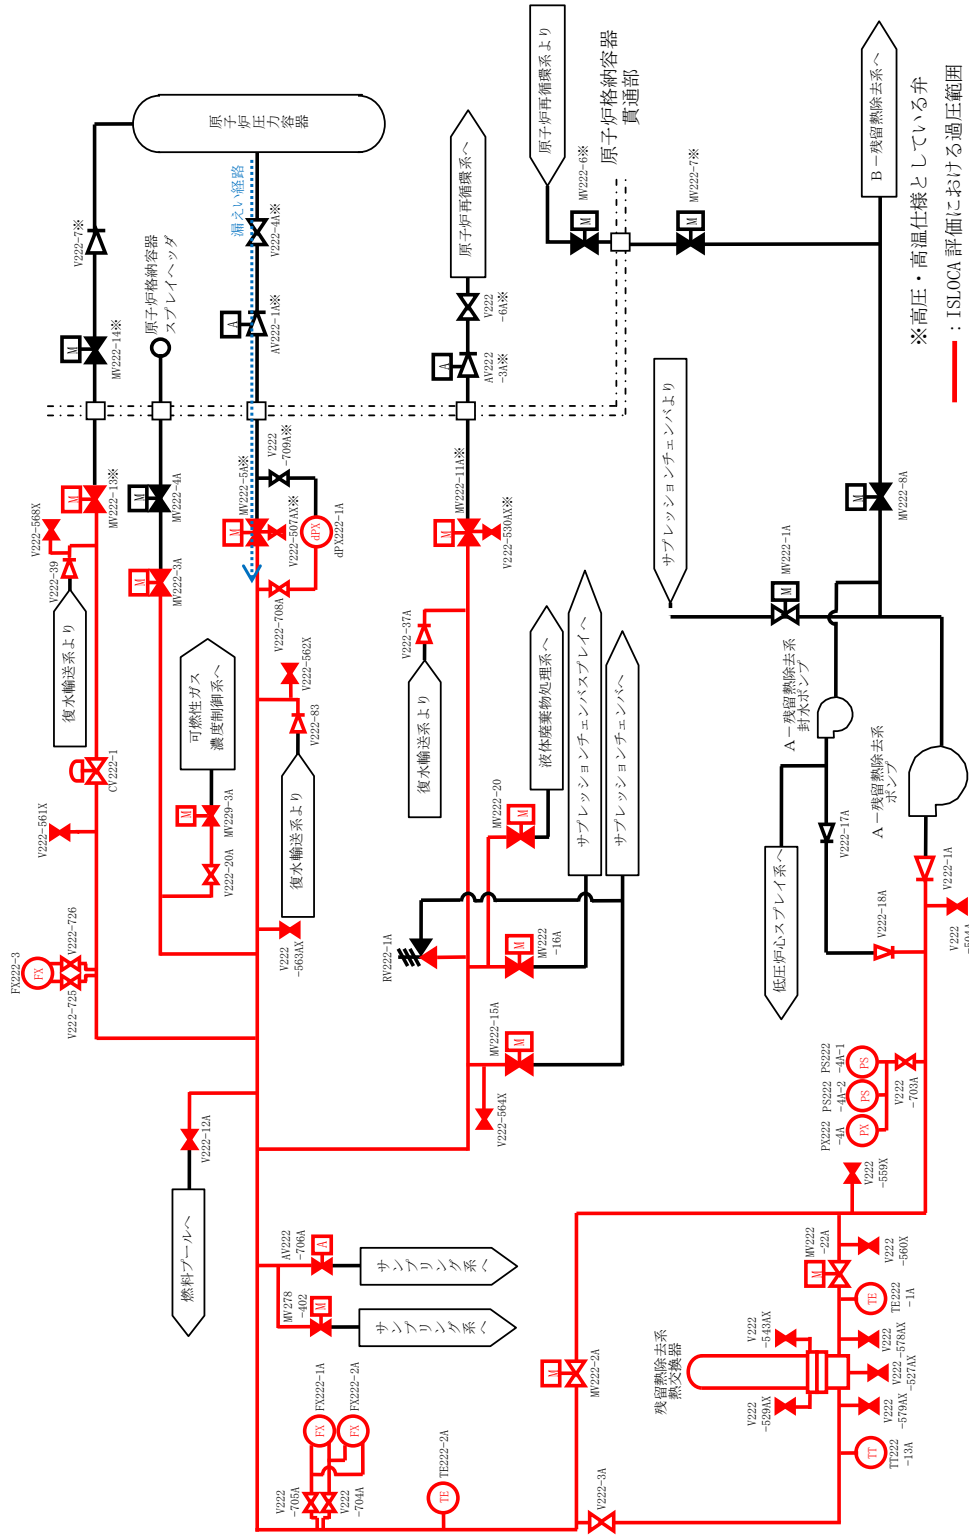 原子炉圧力容器
漏えい経路
V222-7※
MV222-14※
原子炉格納容器
スプレイヘッダ
V222-4A※
AV222-1A※
原子炉再循環系へ
V222
-6A※
AV222
-3A※
原子炉再循環系より
MV222-6※
原子炉格納容器
貫通部
MV222-7※
B－残留熱除去系へ
※高圧・高温仕様としている弁
：ISLOCA評価における過圧範囲
MV222-13※
V222-568X
V222-39
復水輸送系より
CV222-1
V222-561X
V222-726
FX222-3
FX
V222-725
MV222-4A
MV222-3A
可燃性ガス
濃度制御系へ
MV229-3A
V222-20A
MV222-5A※
V222
-709A※
V222-507AX※
dPX
dPX222-1A
V222-708A
V222-562X
V222-83
復水輸送系より
V222
-563AX
MV222-11A※
V222-530AX※
V222-37A
復水輸送系より
RV222-1A
MV222-20
液体廃棄物処理系へ
サプレッションチェンバスプレイへ
サプレッションチェンバへ
MV222
-16A
MV222-15A
V222-564X
サプレッションチェンバより
MV222-1A
MV222-8A
A－残留熱除去系
封水ポンプ
A－残留熱除去系
ポンプ
V222-17A
低圧炉心スプレイ系へ
V222-18A
V222-1A
V222
-504A
PS222
-4A-1
PS
PS222
-4A-2
PS
PX222
-4A
PX
V222
-703A
V222
-559X
V222-12A
燃料プールへ
AV222
-706A
A
サンプリング系へ
MV278
-402
M
サンプリング系へ
FX222-1A
FX
FX222-2A
FX
V222
-705A
V222
-704A
TE222-2A
TE
MV222-2A
M
V222-3A
残留熱除去系
熱交換器
V222
-543AX
V222
-529AX
MV222
-22A
M
V222
-560X
TE222
-1A
TE
V222
-578AX
V222
-527AX
V222
-579AX
TT222
-13A
TT
M
M
M
M
M
A
M
A
M
M
M
M
M
M
M
M